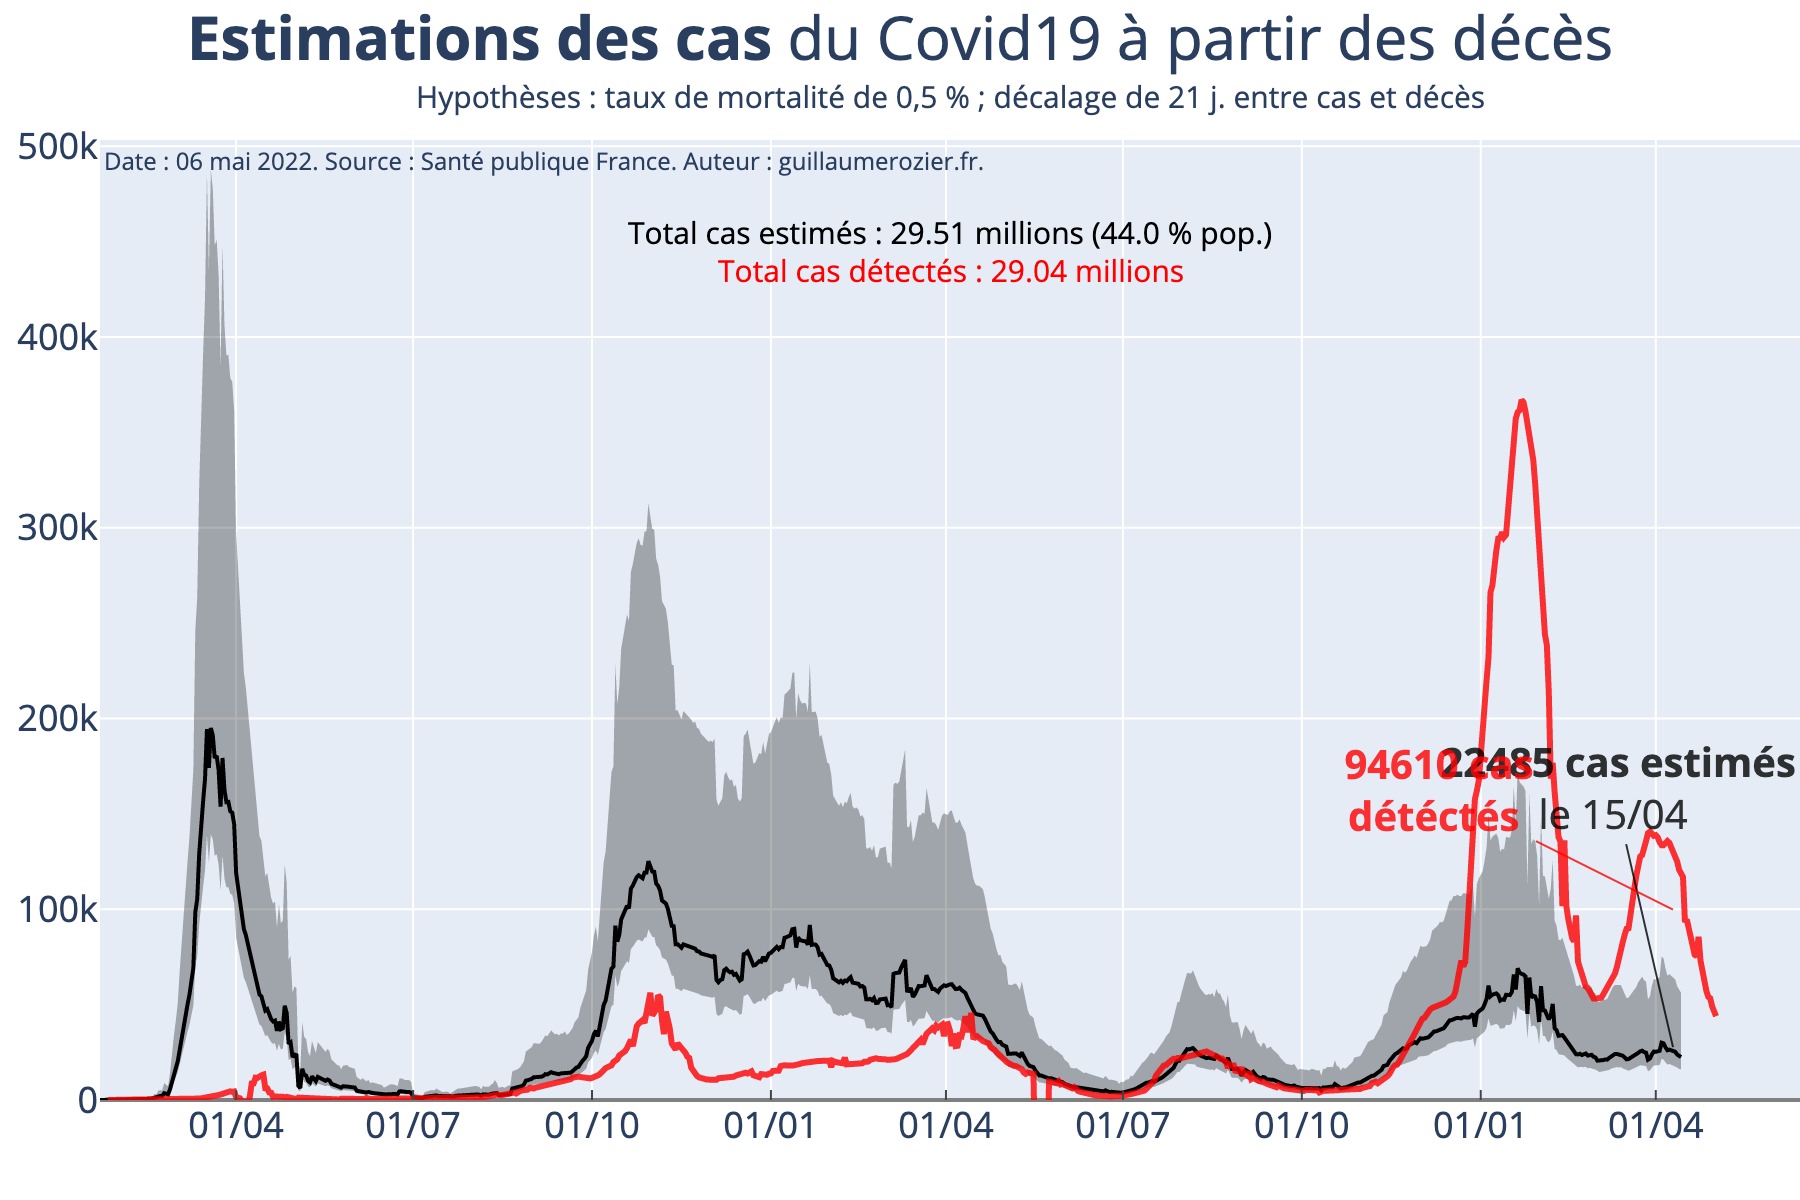 Estimations des cas du Covid19 à partir des décès
Hypothèses : taux de mortalité de 0,5 % ; décalage de 21 j. entre cas et décès
500k
Date : 06 mai 2022. Source : Santé publique France. Auteur : guillaumerozier.fr.
Total cas estimés : 29.51 millions (44.0 % pop.)
Total cas détectés : 29.04 millions
400k
300k
200k
94610 cas
détéctés
22485 cas estimés
le 15/04
100k
0
01/04 01/07 01/10 01/01 01/04 01/07 01/10 01/01 01/04